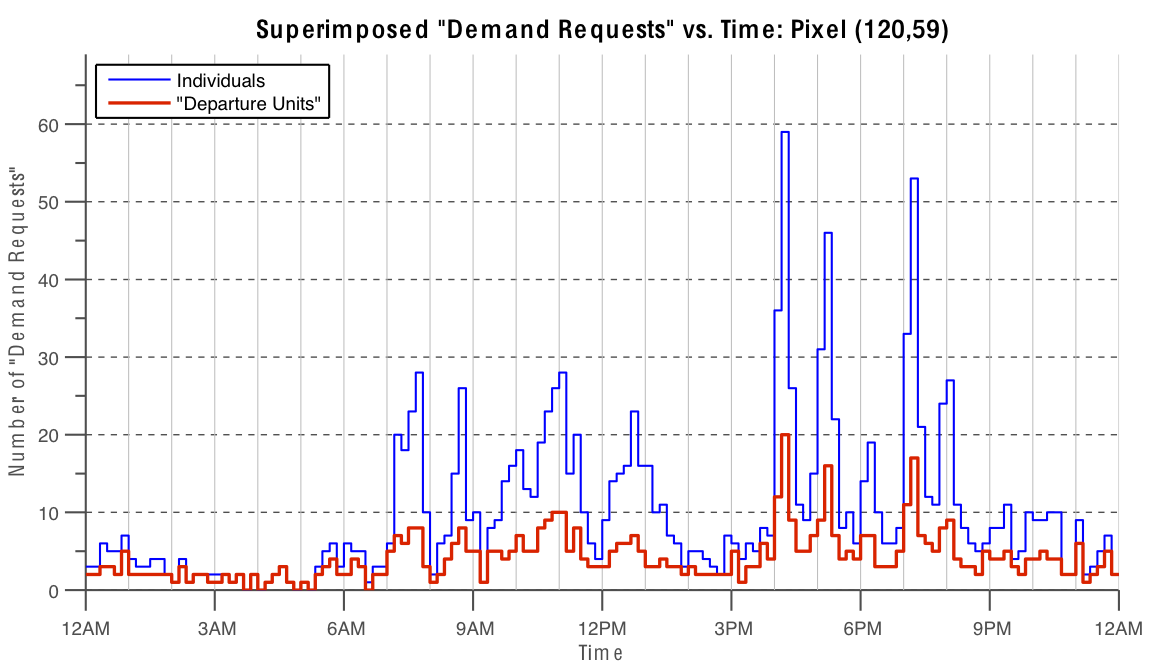 Superimposed "Demand Requests" vs. Time: Pixel (120,59)
Individuals
"Departure Units"
Number of "Demand Requests"
60
50
40
30
20
10
0
12AM 3AM 6AM 9AM 12PM 3PM 6PM 9PM 12AM
Time